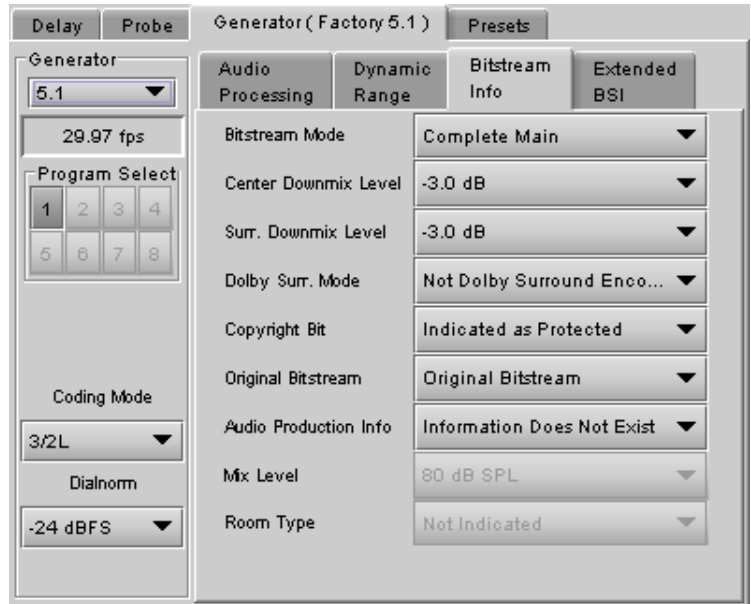 Delay Probe Generator ( Factory 5.1 ) Presets
Generator
5.1
29.97 fps
Program Select
1 2 3 4
5 6 7 8
Coding Mode
3/2L
Dialnorm
-24 dBFS
Audio Processing
Dynamic Range
Bitstream Info
Extended BSI
Bitstream Mode Complete Main
Center Downmix Level -3.0 dB
Surr. Downmix Level -3.0 dB
Dolby Surr. Mode Not Dolby Surround Enco...
Copyright Bit Indicated as Protected
Original Bitstream Original Bitstream
Audio Production Info Information Does Not Exist
Mix Level 80 dB SPL
Room Type Not Indicated